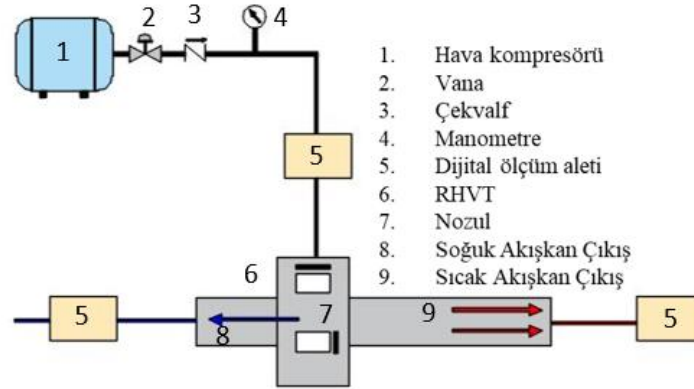 2
3
4
1
5
6
7
9
8
5
5
1. Hava kompresörü
2. Vana
3. Çekvalf
4. Manometre
5. Dijital ölçüm aleti
6. RHVT
7. Nozul
8. Soğuk Akışkan Çıkış
9. Sıcak Akışkan Çıkış